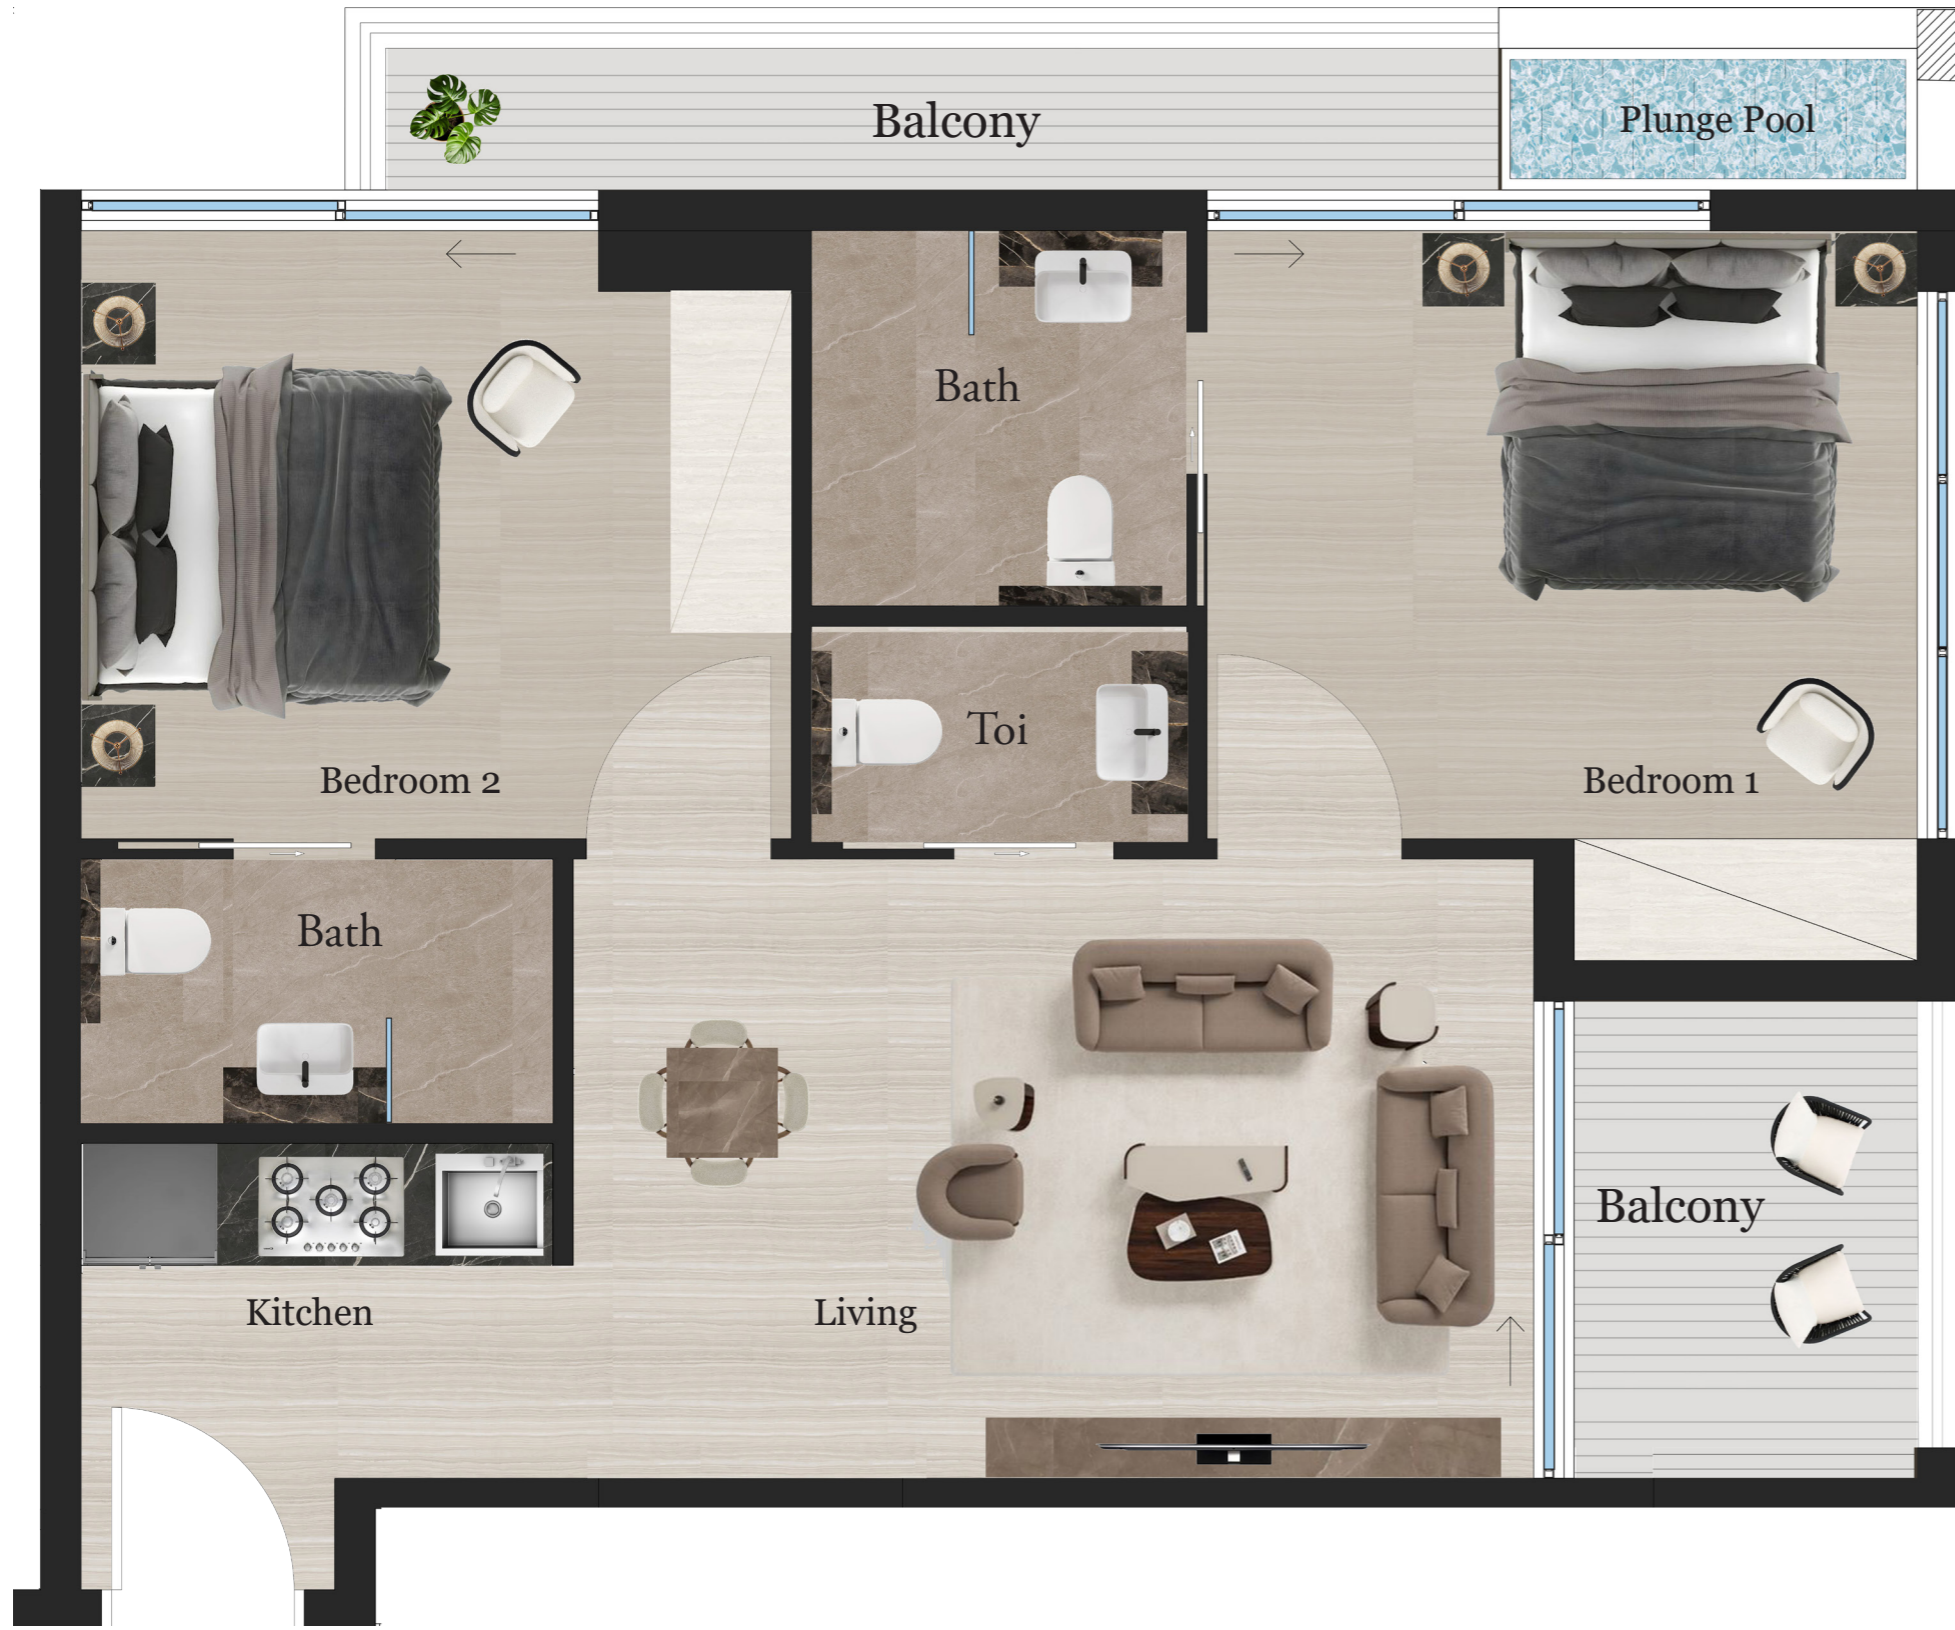 Balcony
Plunge Pool
Bath
Toi
Bedroom 2
Bedroom 1
Bath
Balcony
Kitchen
Living